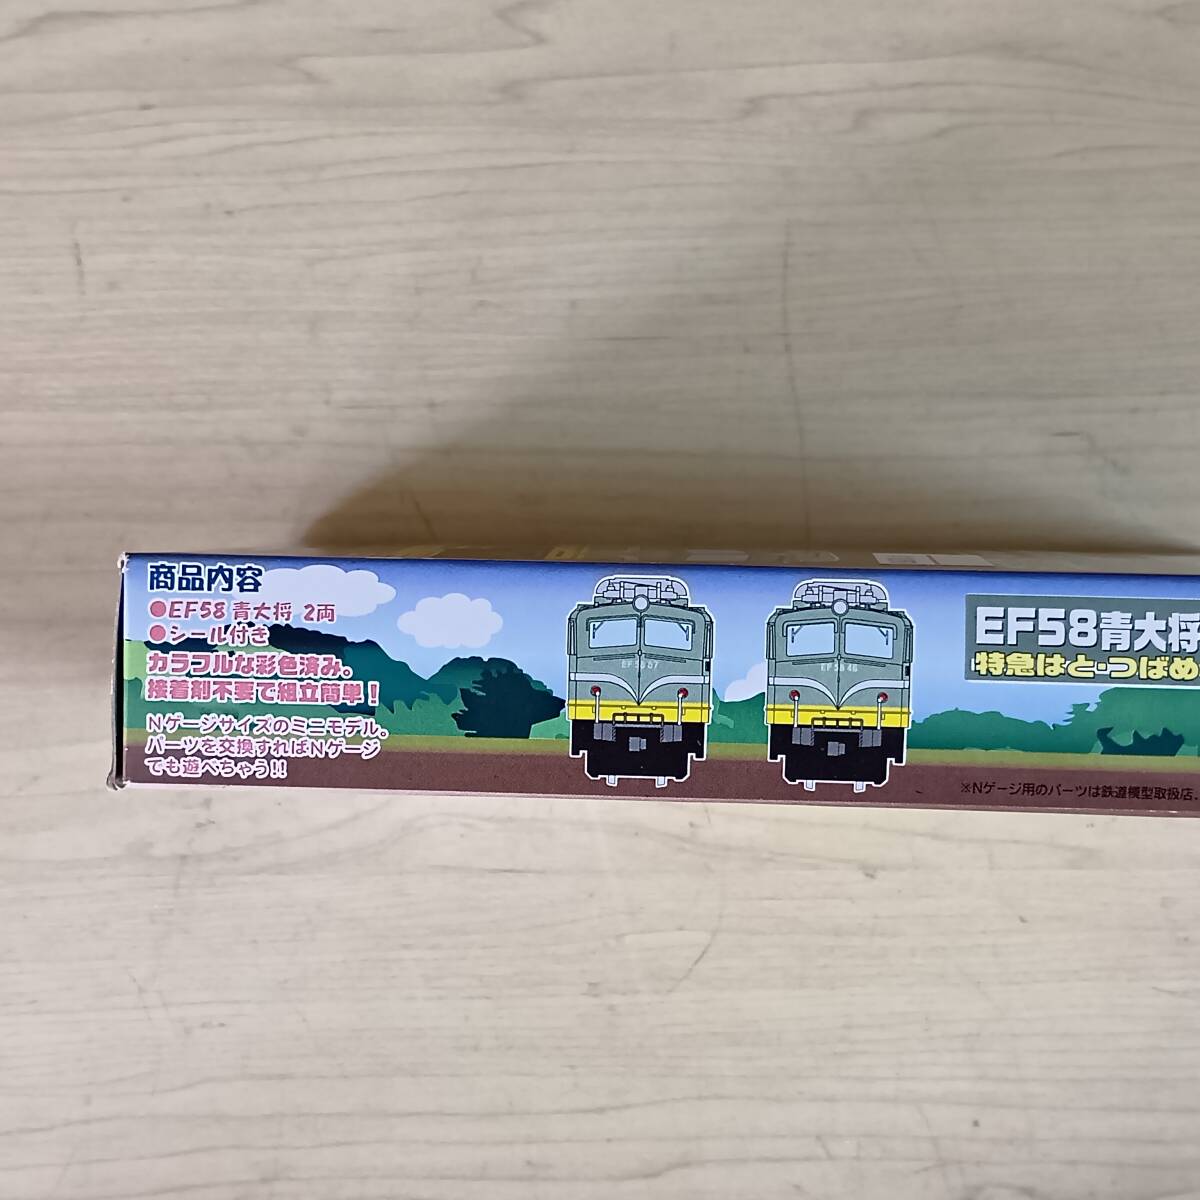 商品内容
●EF58 青大将 2両
●シール付き
カラフルな彩色済み。
接着剤不要で組立簡単！
Nゲージサイズのミニモデル。
パーツを交換すればNゲージ
でも遊べちゃう!!
EF58青大将
特急はと・つばめ
※Nゲージ用のパーツは鉄道模型取扱店、